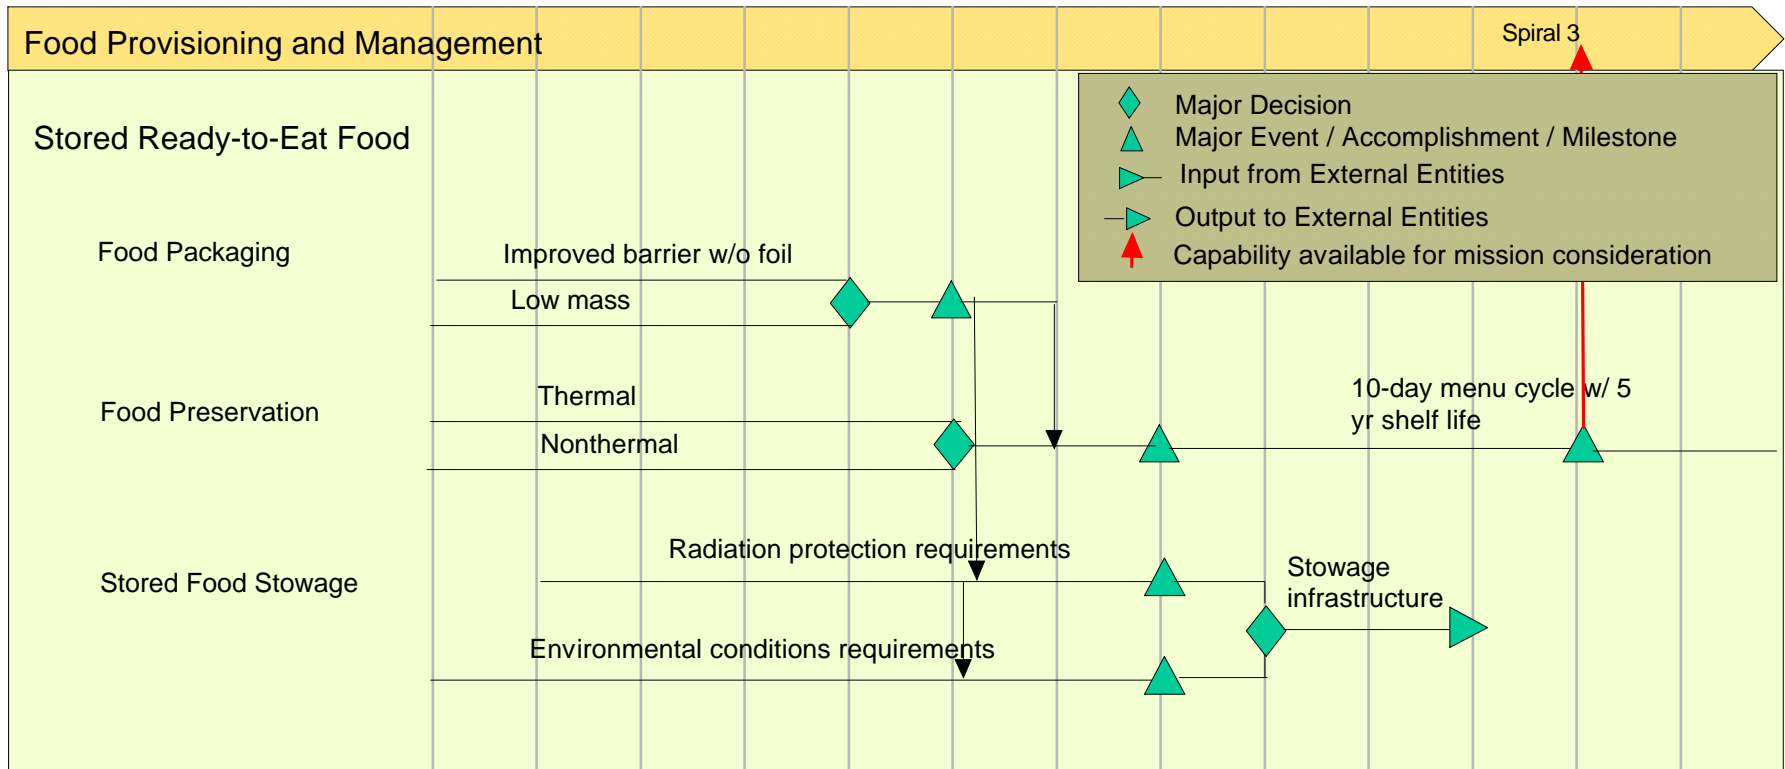 Food Provisioning and Management
Spiral 3
Stored Ready-to-Eat Food
Major Decision
Major Event / Accomplishment / Milestone
Input from External Entities
Output to External Entities
Capability available for mission consideration
Food Packaging
Improved barrier w/o foil
Low mass
Food Preservation
Thermal
Nonthermal
10-day menu cycle w/ 5
yr shelf life
Stored Food Stowage
Radiation protection requirements
Environmental conditions requirements
Stowage
infrastructure